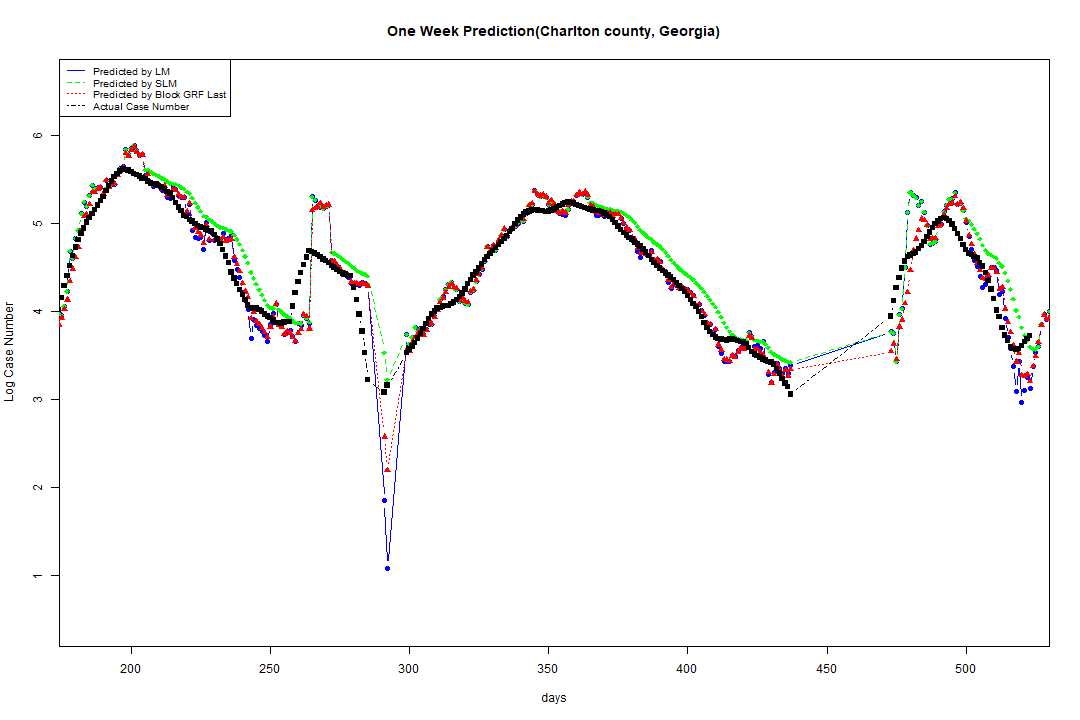 One Week Prediction(Charlton county, Georgia)
Predicted by LM
Predicted by SLM
Predicted by Block GRF Last
Actual Case Number
6
5
4
3
2
1
Log Case Number
200 250 300 350 400 450 500
days